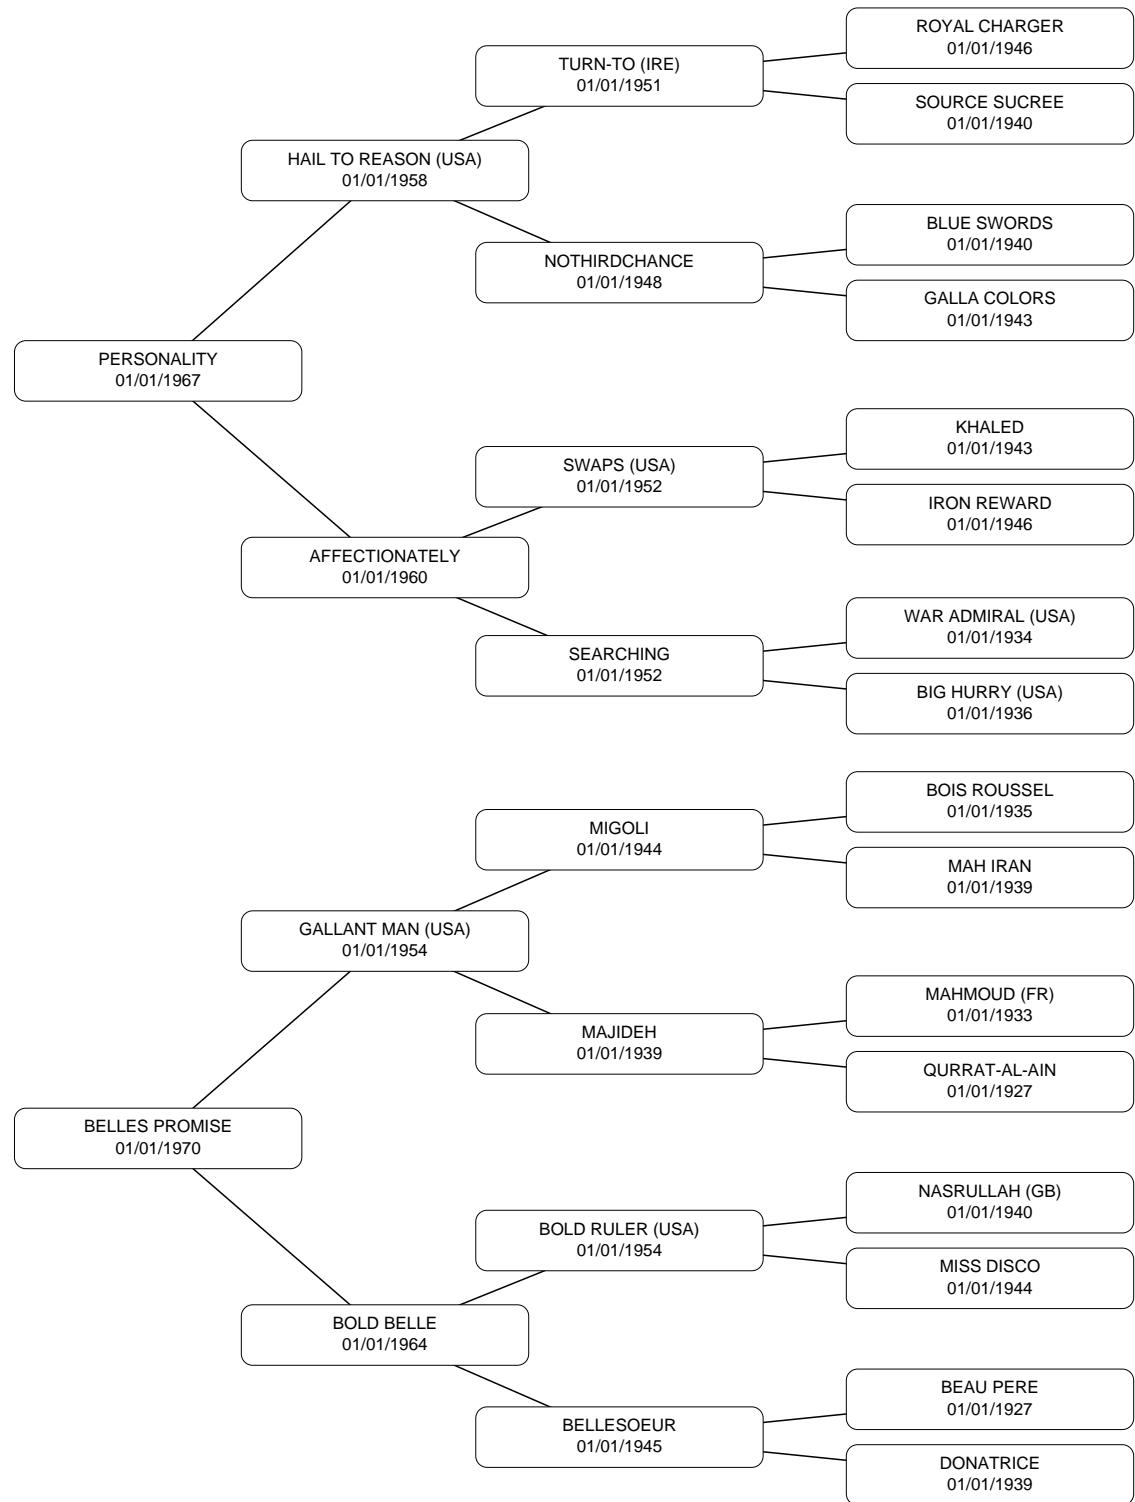 ROYAL CHARGER
01/01/1946
TURN-TO (IRE)
01/01/1951
SOURCE SUCREE
01/01/1940
HAIL TO REASON (USA)
01/01/1958
BLUE SWORDS
01/01/1940
NOTHIRDCHANCE
01/01/1948
GALLA COLORS
01/01/1943
PERSONALITY
01/01/1967
KHALED
01/01/1943
SWAPS (USA)
01/01/1952
IRON REWARD
01/01/1946
AFFECTIONATELY
01/01/1960
WAR ADMIRAL (USA)
01/01/1934
SEARCHING
01/01/1952
BIG HURRY (USA)
01/01/1936
BOIS ROUSSEL
01/01/1935
MIGOLI
01/01/1944
MAH IRAN
01/01/1939
GALLANT MAN (USA)
01/01/1954
MAHMOUD (FR)
01/01/1933
MAJIDEH
01/01/1939
QURRAT-AL-AIN
01/01/1927
BELLES PROMISE
01/01/1970
NASRULLAH (GB)
01/01/1940
BOLD RULER (USA)
01/01/1954
MISS DISCO
01/01/1944
BOLD BELLE
01/01/1964
BEAU PERE
01/01/1927
BELLESOEUR
01/01/1945
DONATRICE
01/01/1939